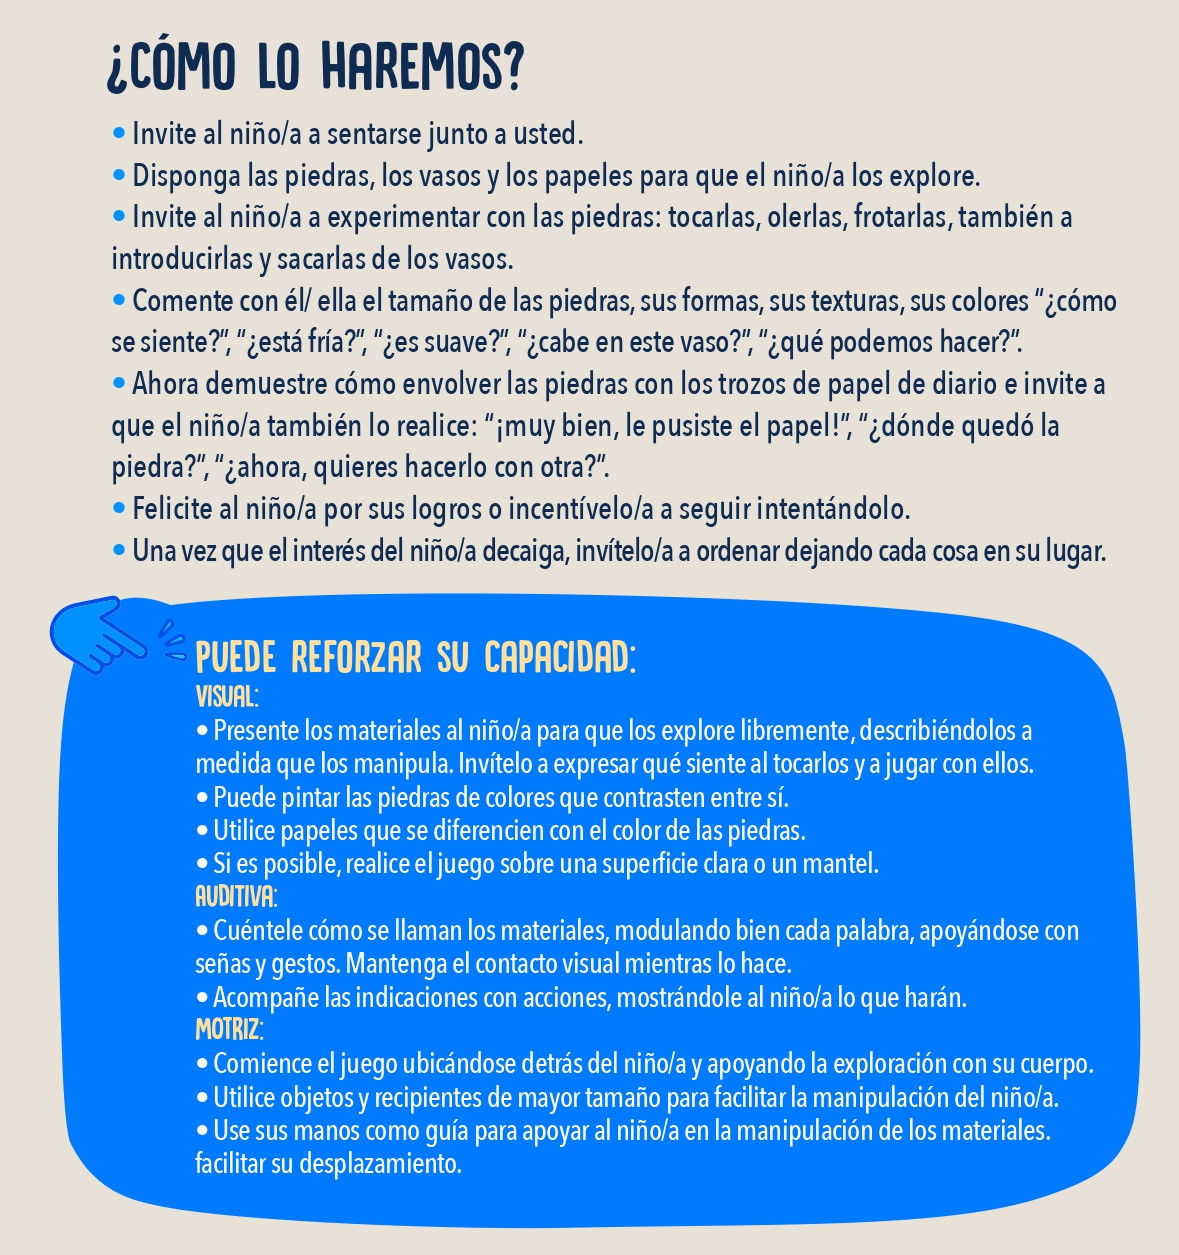 ¿CÓMO LO HAREMOS?
• Invite al niño/a a sentarse junto a usted.
• Disponga las piedras, los vasos y los papeles para que el niño/a los explore.
• Invite al niño/a a experimentar con las piedras: tocarlas, olerlas, frotarlas, también a
introducirlas y sacarlas de los vasos.
• Comente con él/ ella el tamaño de las piedras, sus formas, sus texturas, sus colores “¿cómo
se siente?”, “¿está fría?”, “¿es suave?”, “¿cabe en este vaso?”, “¿qué podemos hacer?”.
• Ahora demuestre cómo envolver las piedras con los trozos de papel de diario e invite a
que el niño/a también lo realice: “¡muy bien, le pusiste el papel!”, “¿dónde quedó la
piedra?”, “¿ahora, quieres hacerlo con otra?”.
• Felicite al niño/a por sus logros o incentívelo/a a seguir intentándolo.
• Una vez que el interés del niño/a decaiga, invítelo/a a ordenar dejando cada cosa en su lugar.
PUEDE REFORZAR SU CAPACIDAD:
VISUAL:
• Presente los materiales al niño/a para que los explore libremente, describiéndolos a
medida que los manipula. Invítelo a expresar qué siente al tocarlos y a jugar con ellos.
• Puede pintar las piedras de colores que contrasten entre sí.
• Utilice papeles que se diferencien con el color de las piedras.
• Si es posible, realice el juego sobre una superficie clara o un mantel.
AUDITIVA:
• Cuéntele cómo se llaman los materiales, modulando bien cada palabra, apoyándose con
señas y gestos. Mantenga el contacto visual mientras lo hace.
• Acompañe las indicaciones con acciones, mostrándole al niño/a lo que harán.
MOTRIZ:
• Comience el juego ubicándose detrás del niño/a y apoyando la exploración con su cuerpo.
• Utilice objetos y recipientes de mayor tamaño para facilitar la manipulación del niño/a.
• Use sus manos como guía para apoyar al niño/a en la manipulación de los materiales.
facilitar su desplazamiento.